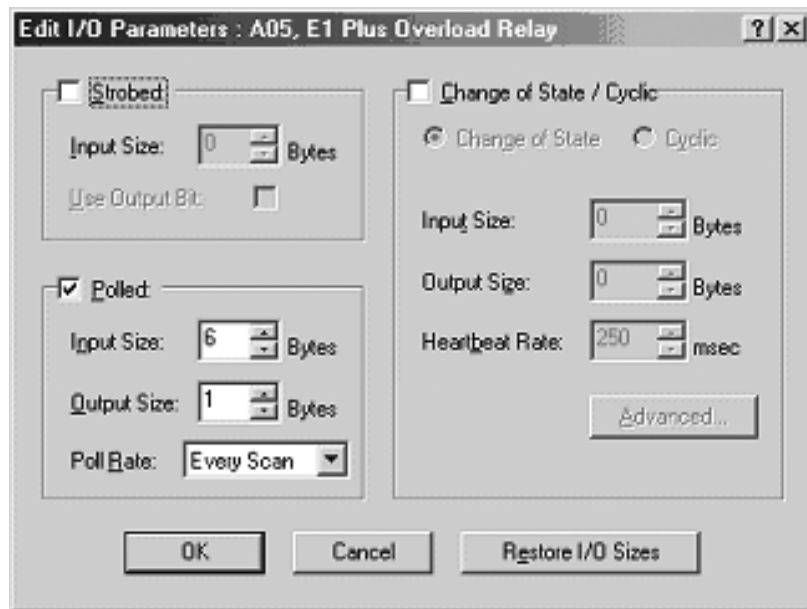 Edit I/O Parameters : A05, E1 Plus Overload Relay
Strobed:
Input Size: 0 Bytes
Use Output Bit:
Polled:
Input Size: 6 Bytes
Output Size: 1 Bytes
Poll Rate: Every Scan
Change of State / Cyclic
Change of State Cyclic
Input Size: 0 Bytes
Output Size: 0 Bytes
Heartbeat Rate: 250 msec
Advanced...
OK Cancel Restore I/O Sizes